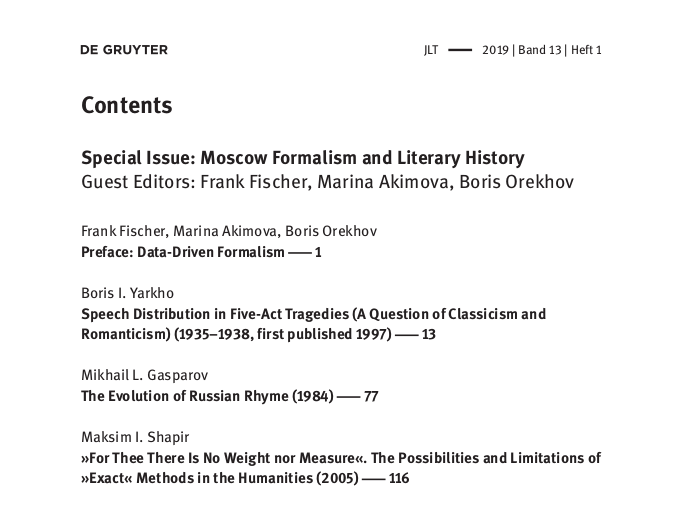 DE GRUYTER
JLT — 2019 | Band 13 | Heft 1
Contents
Special Issue: Moscow Formalism and Literary History
Guest Editors: Frank Fischer, Marina Akimova, Boris Orekhov
Frank Fischer, Marina Akimova, Boris Orekhov
Preface: Data-Driven Formalism — 1
Boris I. Yarkho
Speech Distribution in Five-Act Tragedies (A Question of Classicism and
Romanticism) (1935–1938, first published 1997) — 13
Mikhail L. Gasparov
The Evolution of Russian Rhyme (1984) — 77
Maksim I. Shapir
»For Thee There Is No Weight nor Measure«. The Possibilities and Limitations of
»Exact« Methods in the Humanities (2005) — 116